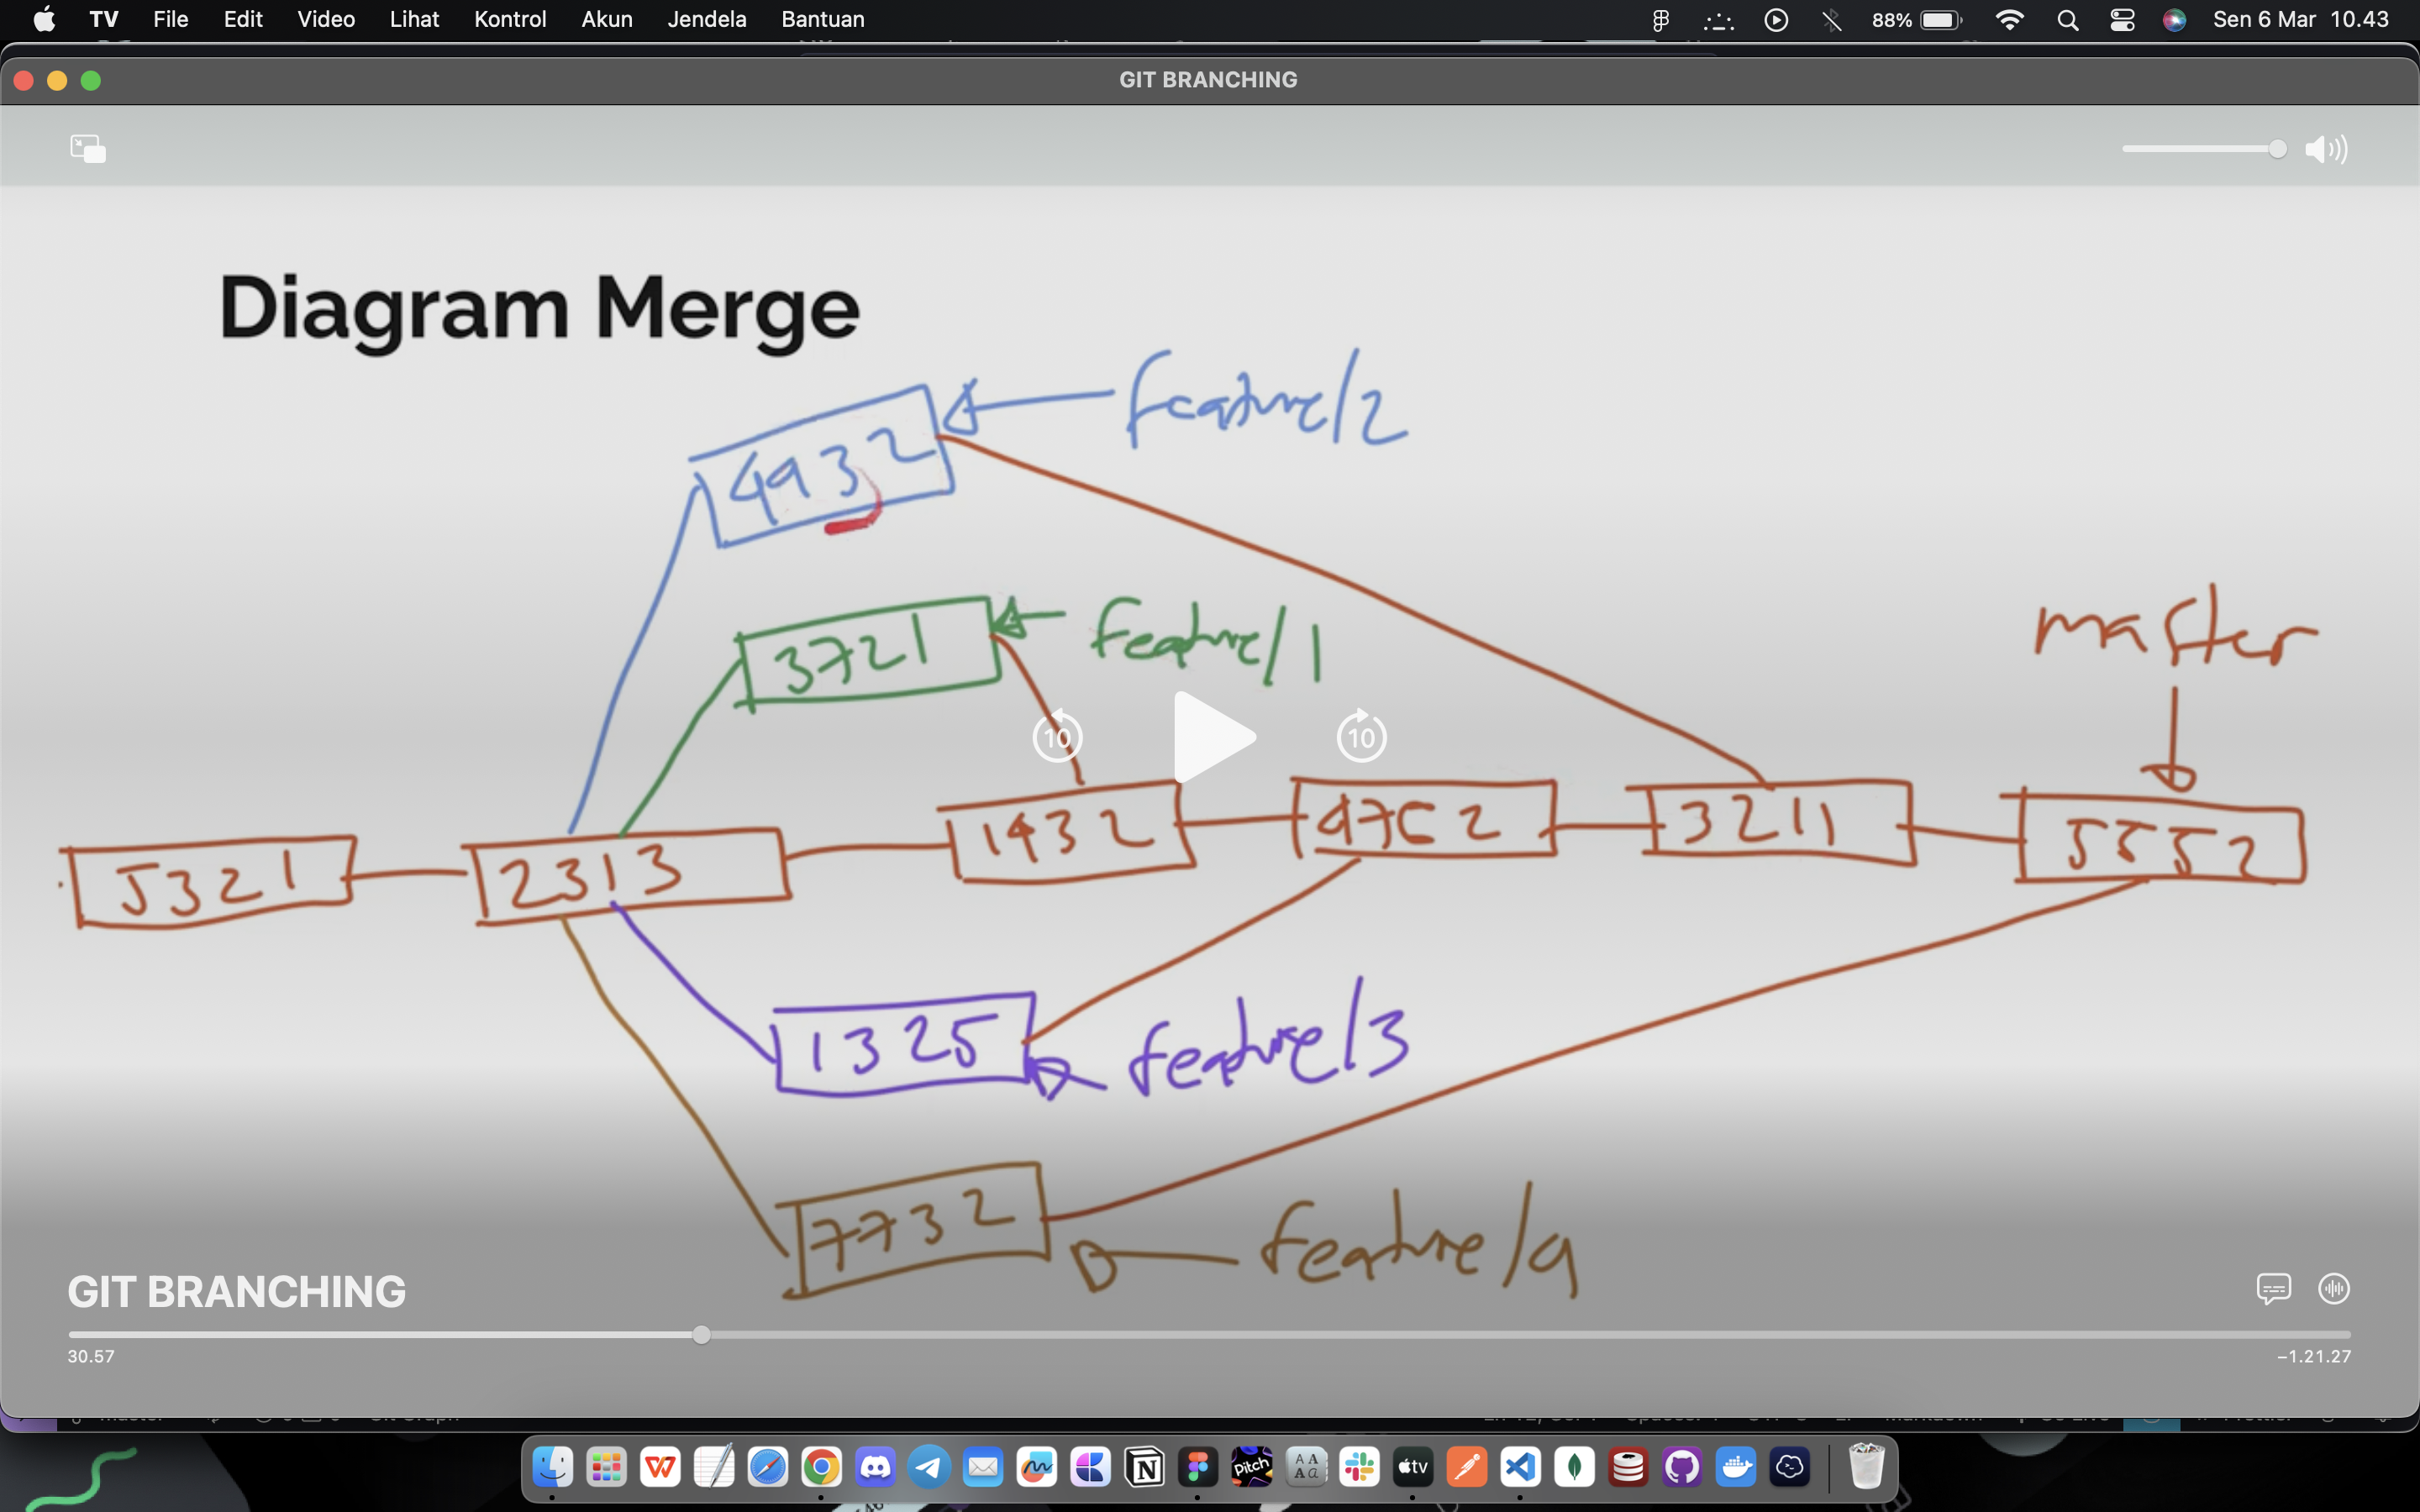 TV File Edit Video Lihat Kontrol Akun Jendela Bantuan 88% Sen 6 Mar 10.43
GIT BRANCHING
Diagram Merge
4932 feature/2
3721 feature/1
master
10 10
5321 2313 1432 3211 5552
1325 feature/3
7732 feature/4
GIT BRANCHING
30.57 -1.21.27
W N Pitch tv